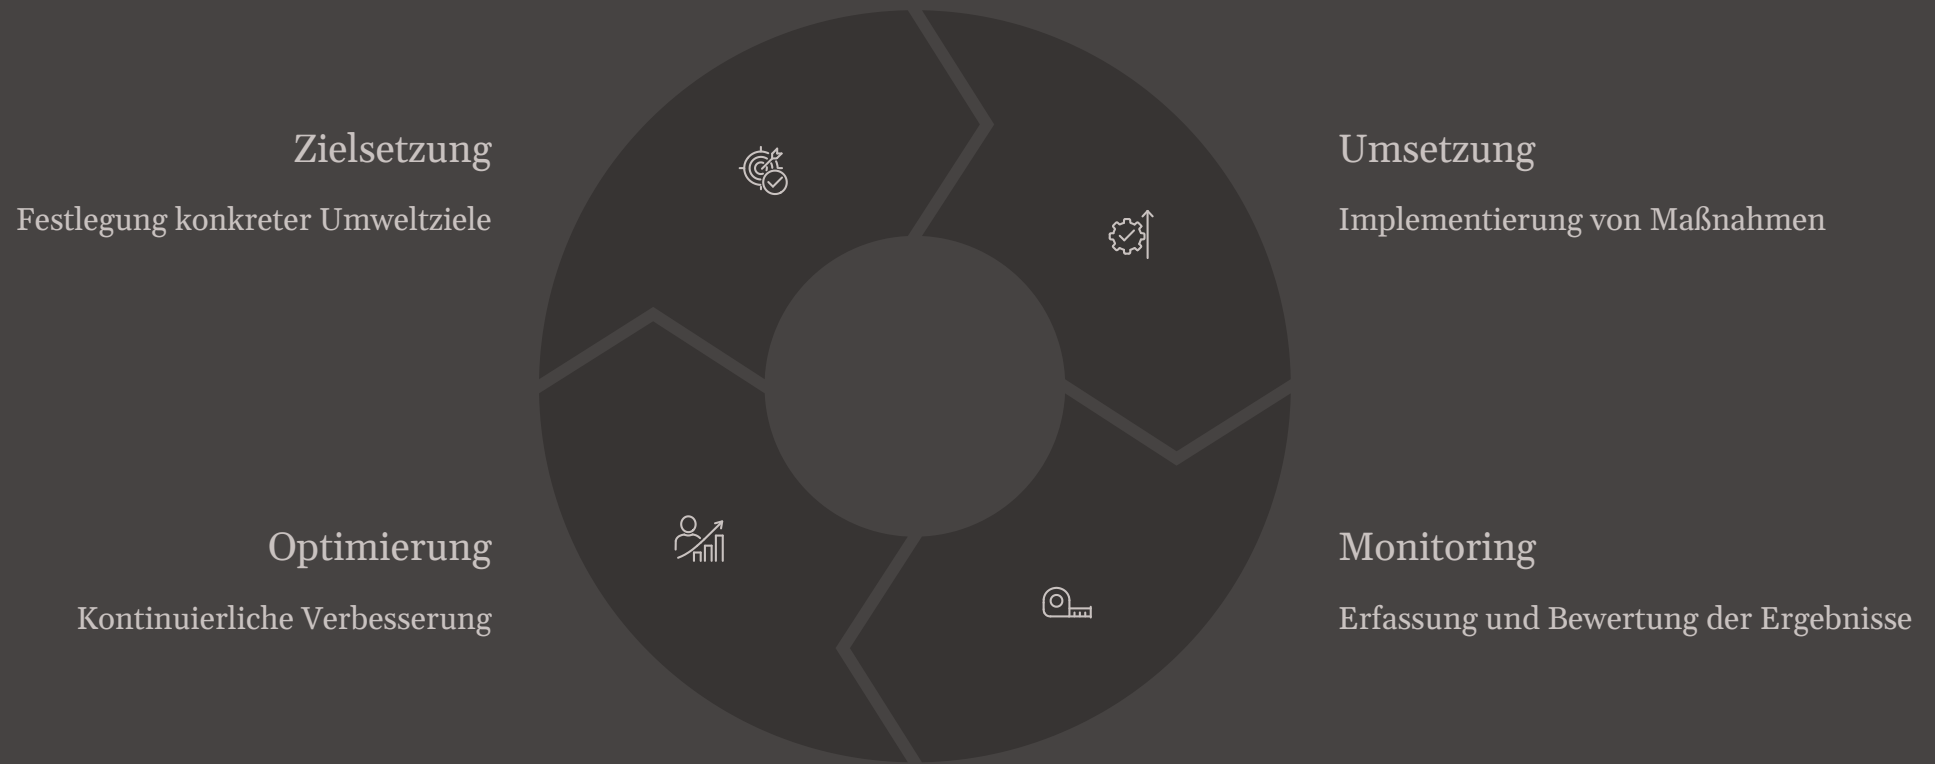 Zielsetzung
Festlegung konkreter Umweltziele
Umsetzung
Implementierung von Maßnahmen
Monitoring
Erfassung und Bewertung der Ergebnisse
Optimierung
Kontinuierliche Verbesserung